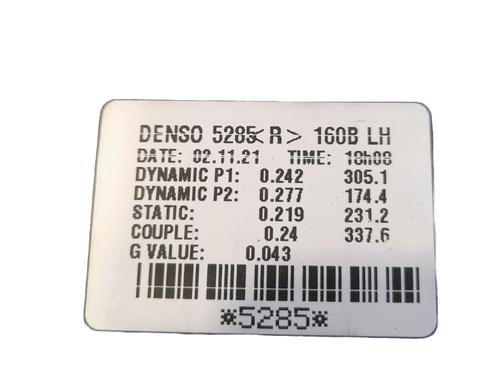 DENSO 5285<R> 160B LH
DATE: 02.11.21 TIME: 18h08
DYNAMIC P1: 0.242 305.1
DYNAMIC P2: 0.277 174.4
STATIC: 0.219 231.2
COUPLE: 0.24 337.6
G VALUE: 0.043
*5285*